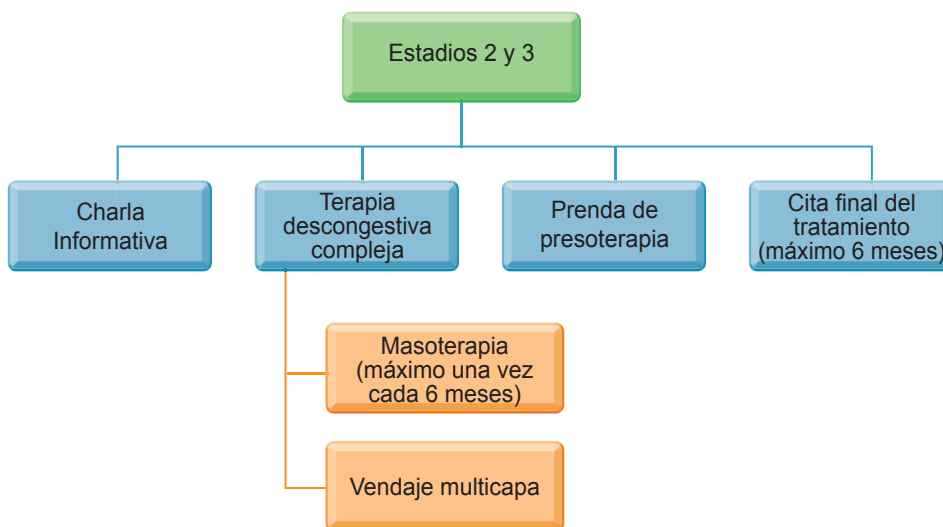 Estadios 2 y 3
Charla
Informativa
Terapia
descongestiva
compleja
Prenda de
presoterapia
Cita final del
tratamiento
(máximo 6 meses)
Masoterapia
(máximo una vez
cada 6 meses)
Vendaje multicapa